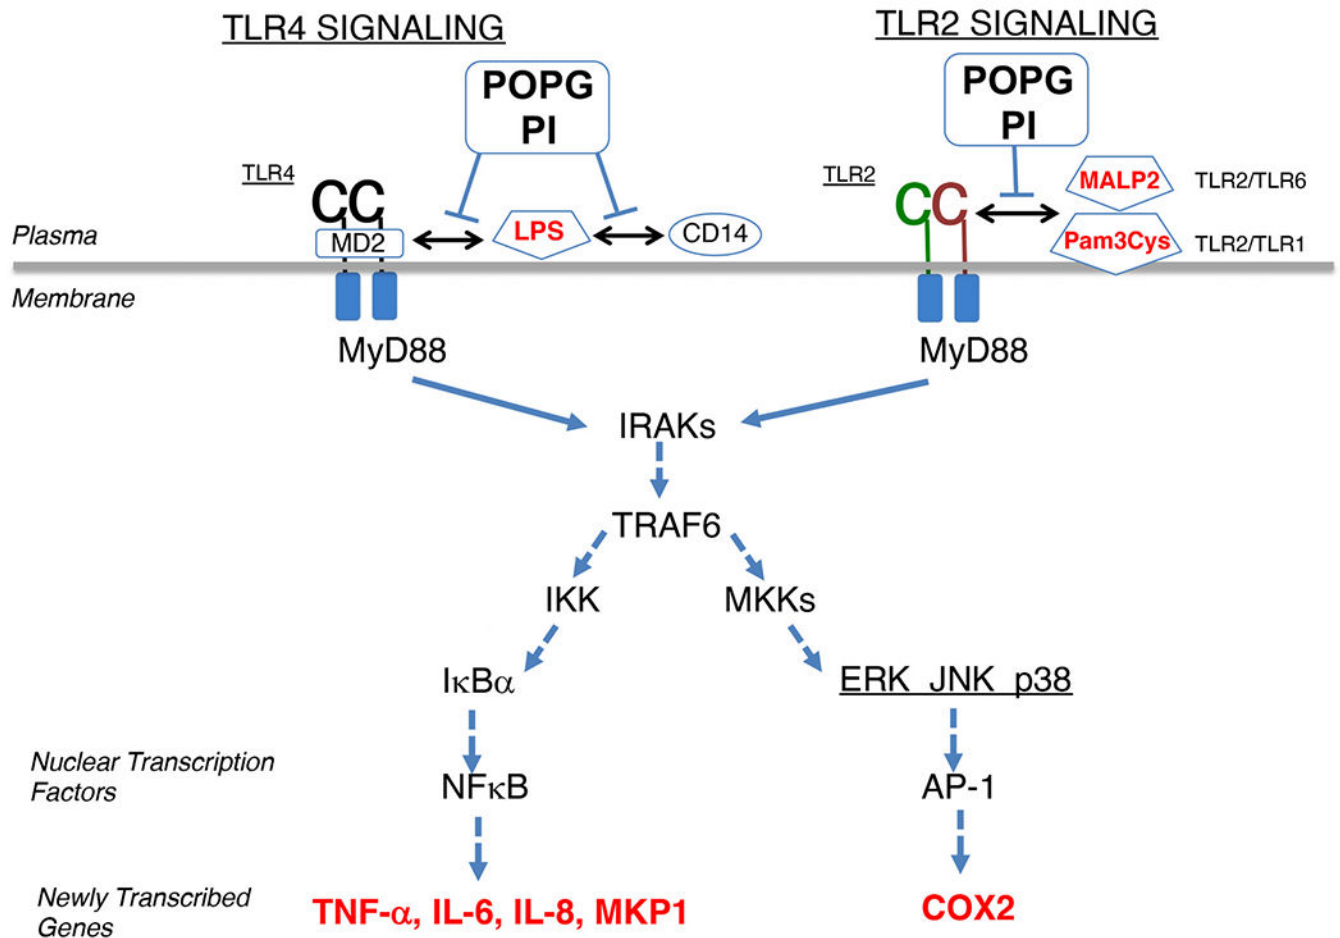 TLR4 SIGNALING
TLR2 SIGNALING
POPG
PI
POPG
PI
TLR4
CC
MD2
LPS
CD14
TLR2
CC
MALP2
TLR2/TLR6
Pam3Cys
TLR2/TLR1
Plasma
Membrane
MyD88
MyD88
IRAKs
TRAF6
IKK
MKKs
IκBα
ERK JNK p38
Nuclear Transcription
Factors
NFκB
AP-1
Newly Transcribed
Genes
TNF-α, IL-6, IL-8, MKP1
COX2